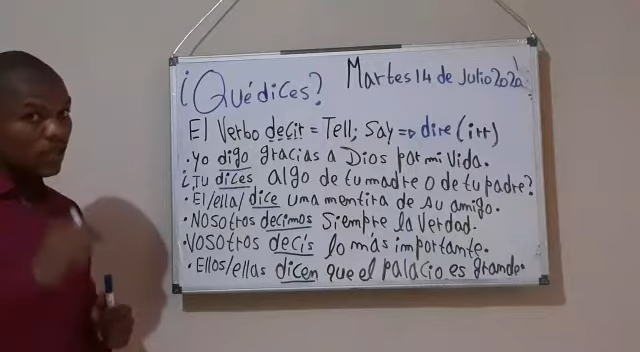 ¿Qué dices? Martes 14 de Julio 2020
El Verbo decir = Tell; Say => dire (irr)
• Yo digo gracias a Dios por mi vida.
¿Tu dices algo de tu madre o de tu padre?
• El/ella/ dice una mentira de su amigo.
• Nosotros decimos siempre la verdad.
• Vosotros decís lo más importante.
• Ellos/ellas dicen que el palacio es grande.